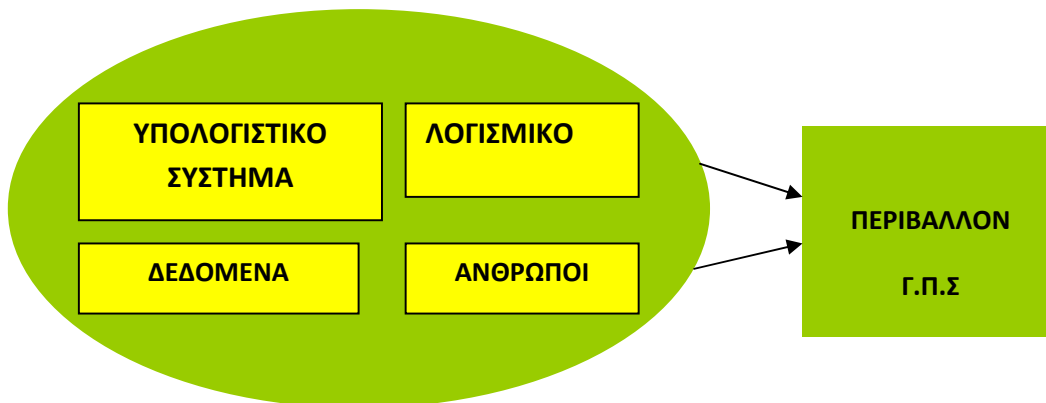 ΥΠΟΛΟΓΙΣΤΙΚΟ
ΣΥΣΤΗΜΑ
ΛΟΓΙΣΜΙΚΟ
ΔΕΔΟΜΕΝΑ
ΑΝΘΡΩΠΟΙ
ΠΕΡΙΒΑΛΛΟΝ
Γ.Π.Σ